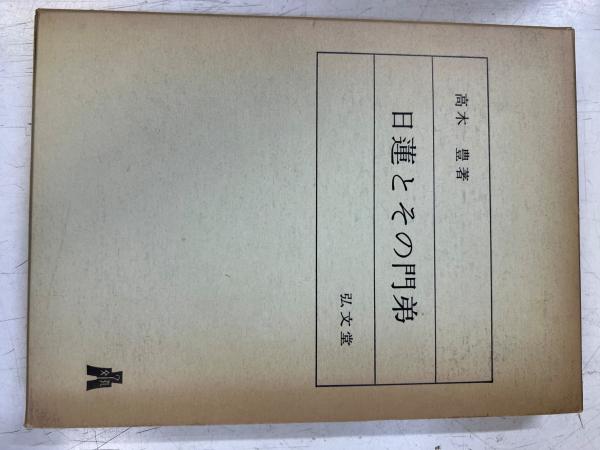 高木 豊著
日蓮とその門弟
弘文堂